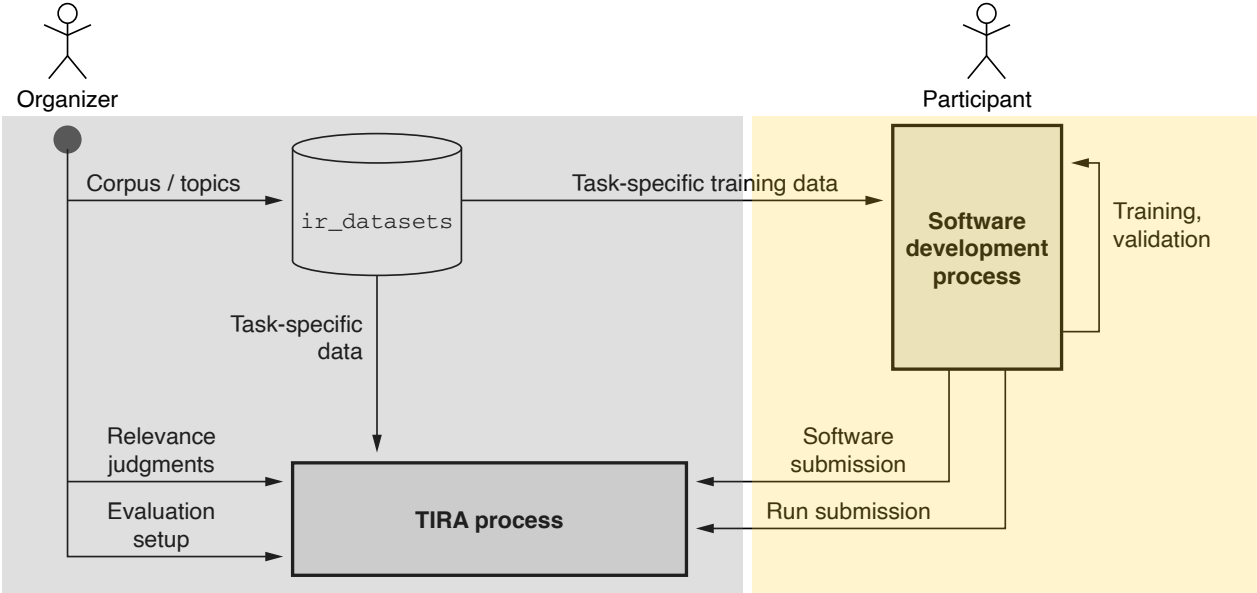 Organizer
Participant
Corpus / topics
ir_datasets
Task-specific training data
Software
development
process
Training,
validation
Task-specific
data
Relevance
judgments
Evaluation
setup
TIRA process
Software
submission
Run submission